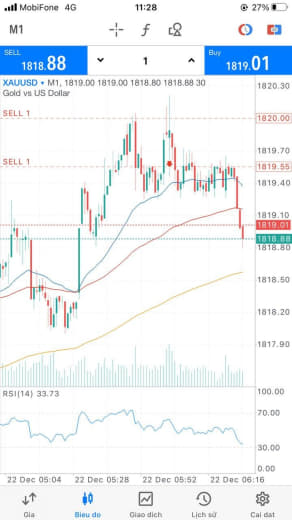 MobiFone 4G 11:28 27%
M1
SELL
1818.88
1
Buy
1819.01
XAUUSD • M1, 1819.00 1819.00 1818.80 1818.88 30
Gold vs US Dollar
1820.30
SELL 1
1820.00
1819.70
SELL 1
1819.55
1819.40
1819.10
1819.01
1818.88
1818.80
1818.50
1818.20
1817.90
RSI(14) 33.73
100.00
70.00
30.00
0.00
22 Dec 05:04
22 Dec 05:28
22 Dec 05:52
22 Dec 06:16
Gia
Bieu do
Giao dich
Lịch sử
Cai dat